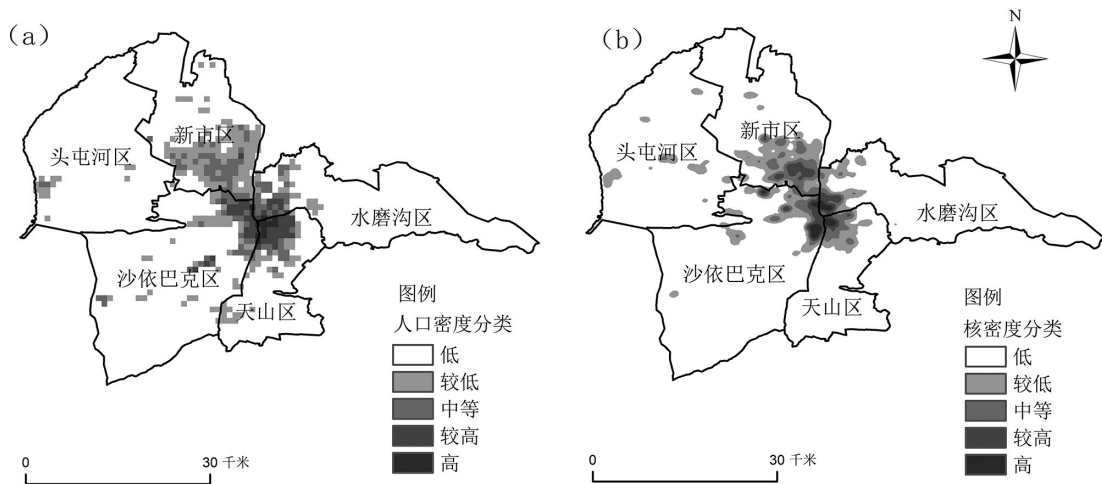 (a)
新市区
头屯河区
水磨沟区
沙依巴克区
天山区
图例
人口密度分类
低
较低
中等
较高
高
0 30 千米
(b)
N
新市区
头屯河区
水磨沟区
沙依巴克区
天山区
图例
核密度分类
低
较低
中等
较高
高
0 30 千米